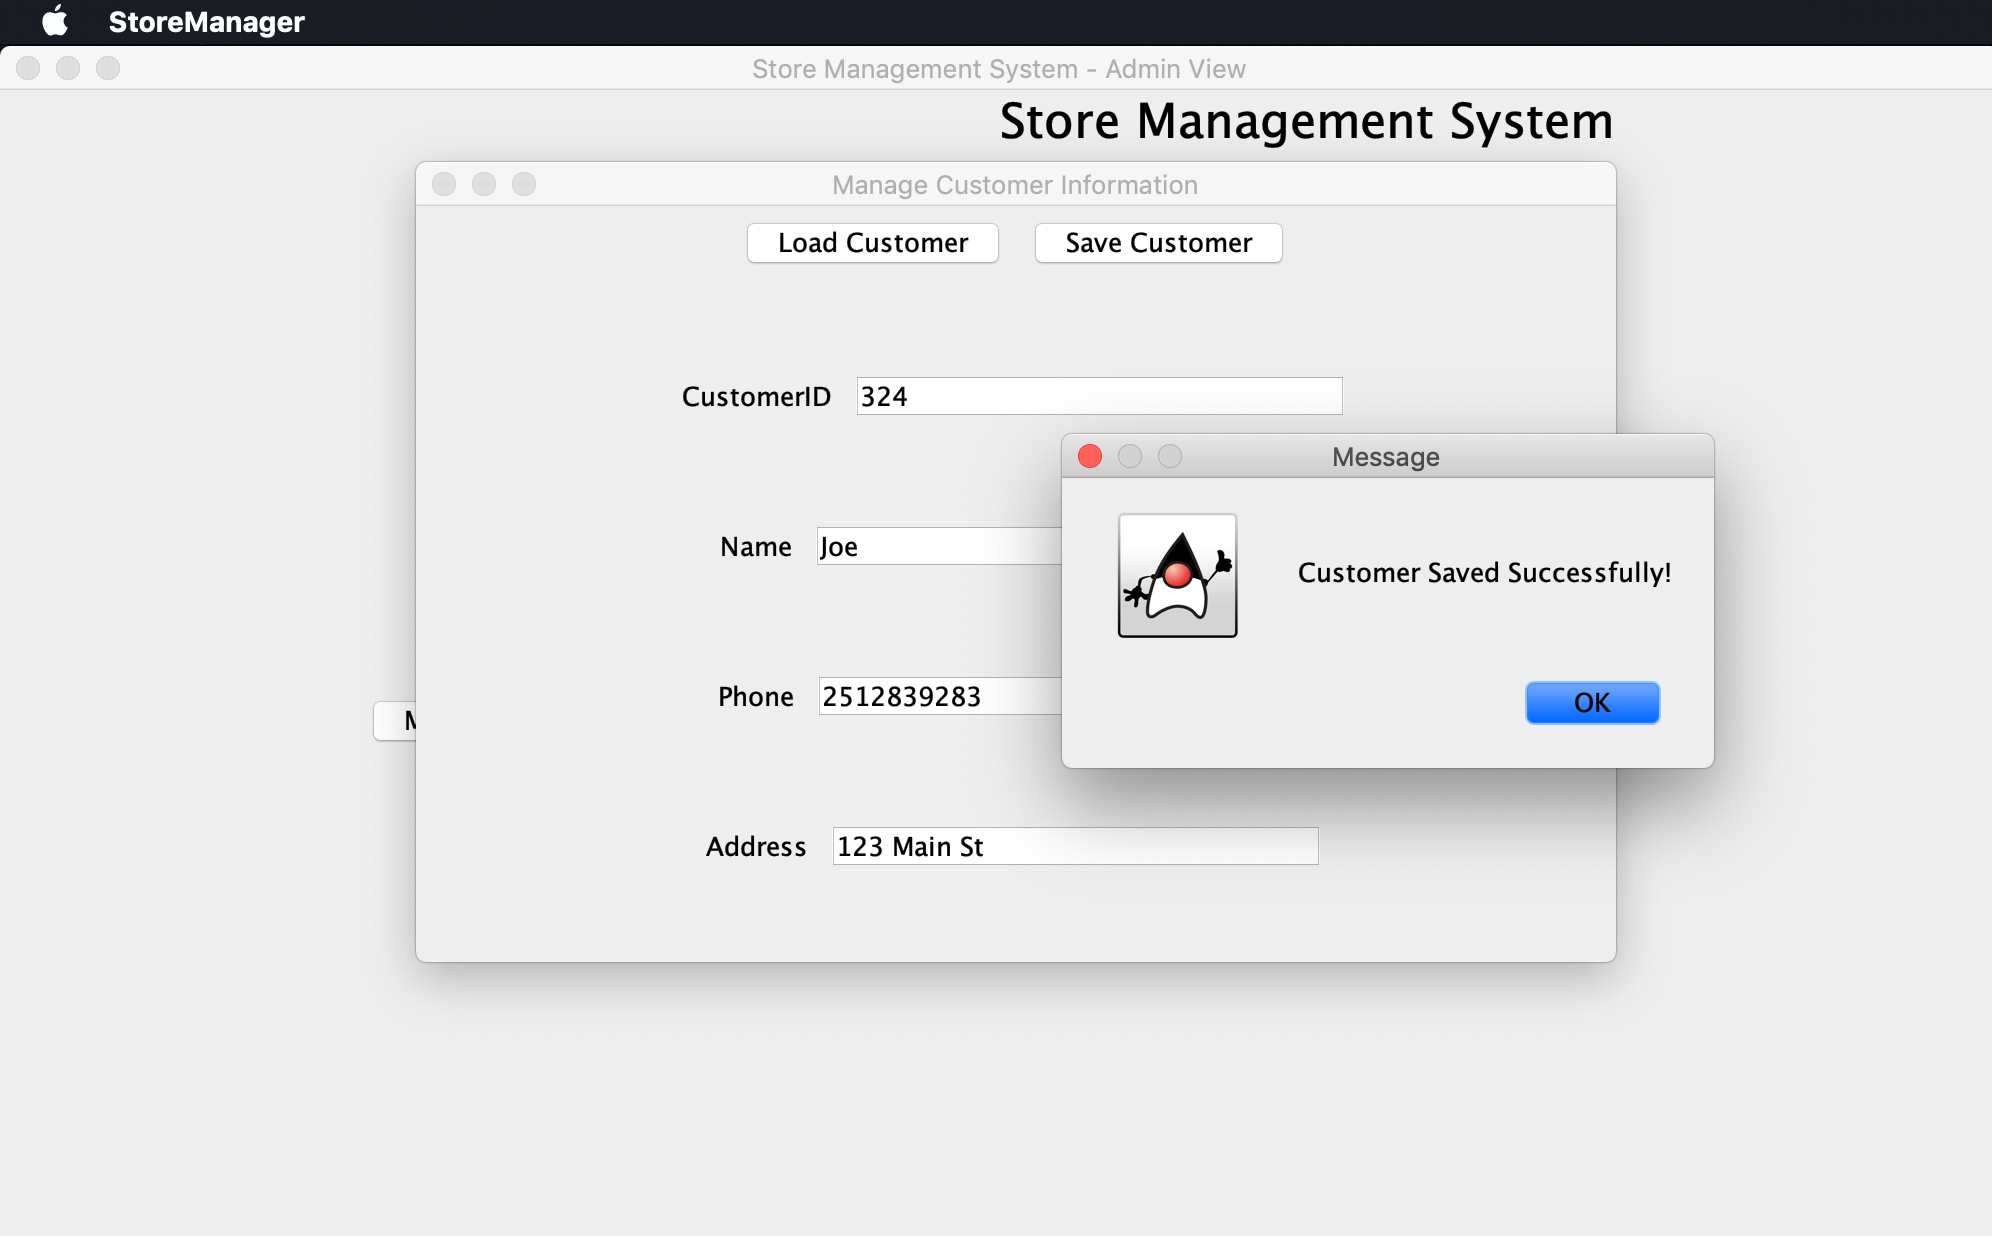 StoreManager
Store Management System - Admin View
Store Management System
Manage Customer Information
Load Customer Save Customer
CustomerID 324
Message
Name Joe
Customer Saved Successfully!
Phone 2512839283
OK
Address 123 Main St